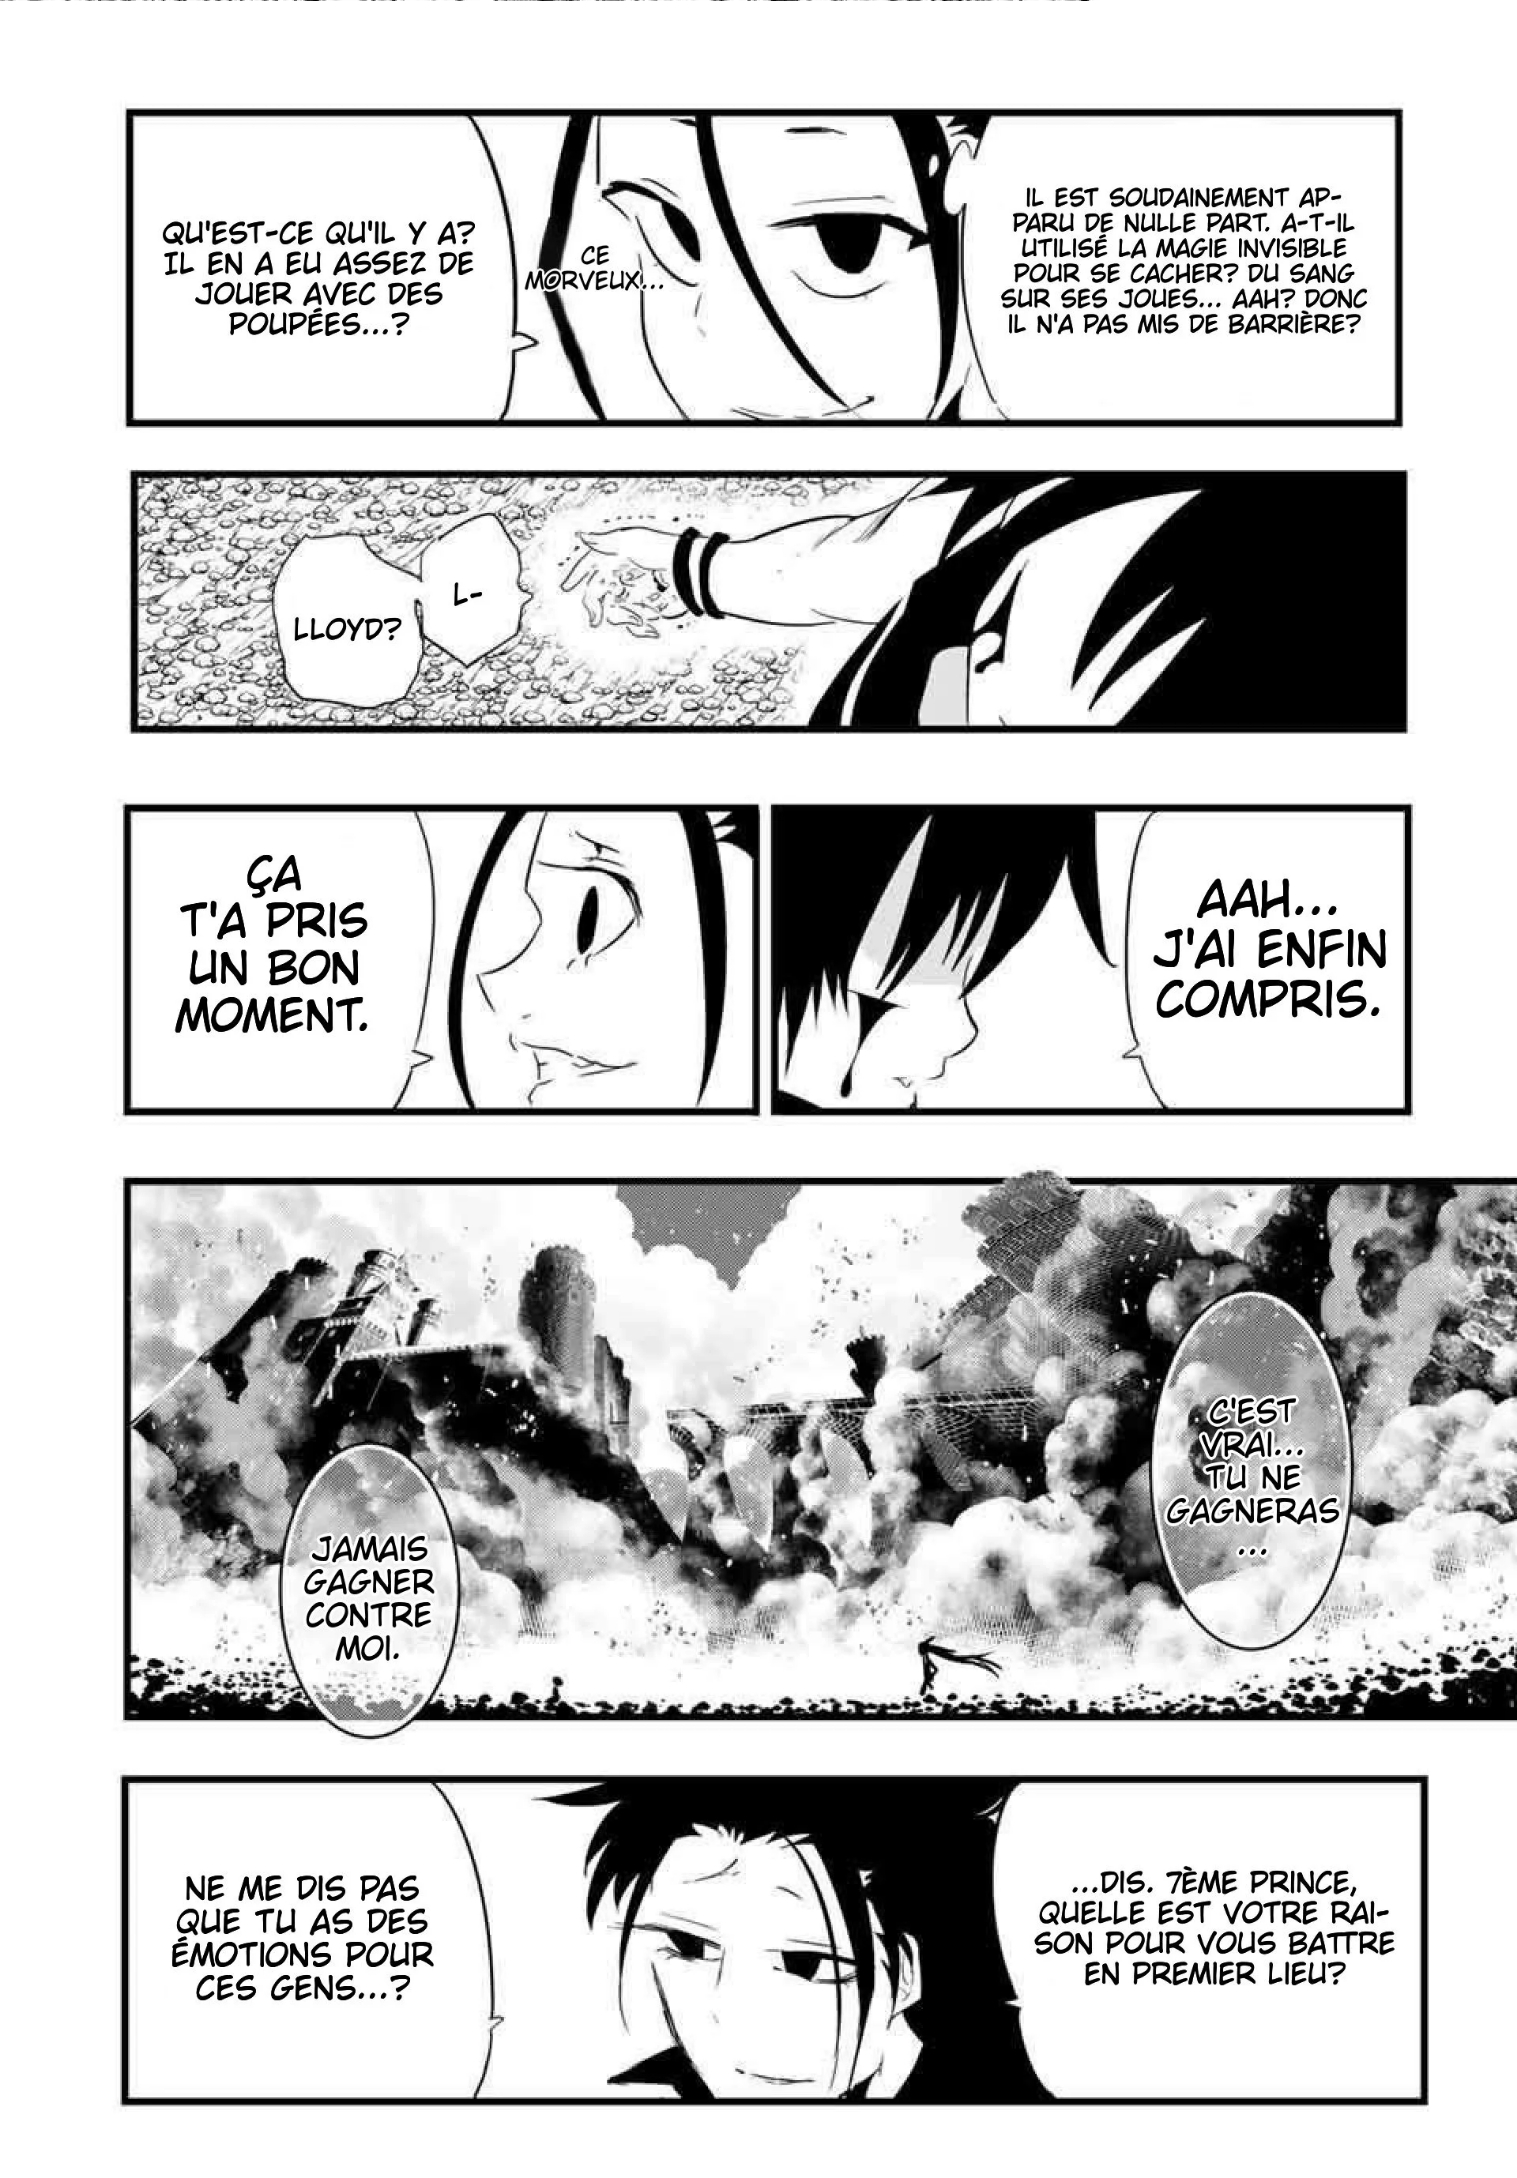 IL EST SOUDAINEMENT AP-
PARU DE NULLE PART. A-T-IL
UTILISÉ LA MAGIE INVISIBLE
POUR SE CACHER? DU SANG
SUR SES JOUES... AAH? DONC
IL N'A PAS MIS DE BARRIÈRE?
CE
MORVEUX...
QU'EST-CE QU'IL Y A?
IL EN A EU ASSEZ DE
JOUER AVEC DES
POUPÉES...?
L-
LLOYD?
AAH...
J'AI ENFIN
COMPRIS.
ÇA
T'A PRIS
UN BON
MOMENT.
C'EST
VRAI...
TU NE
GAGNERAS
...
JAMAIS
GAGNER
CONTRE
MOI.
...DIS. 7ÈME PRINCE,
QUELLE EST VOTRE RAI-
SON POUR VOUS BATTRE
EN PREMIER LIEU?
NE ME DIS PAS
QUE TU AS DES
ÉMOTIONS POUR
CES GENS...?